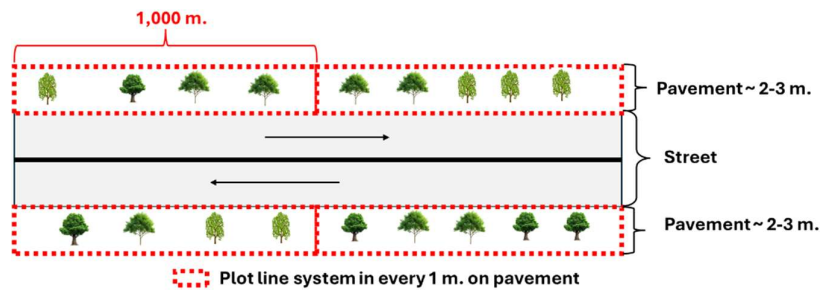 1,000 m.
Pavement ~ 2-3 m.
Street
Pavement ~ 2-3 m.
Plot line system in every 1 m. on pavement